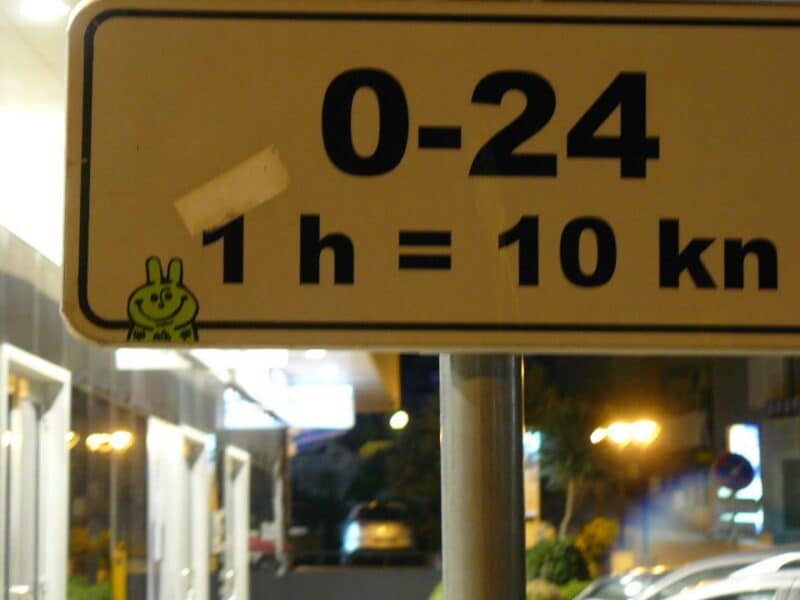 0-24
1 h = 10 kn